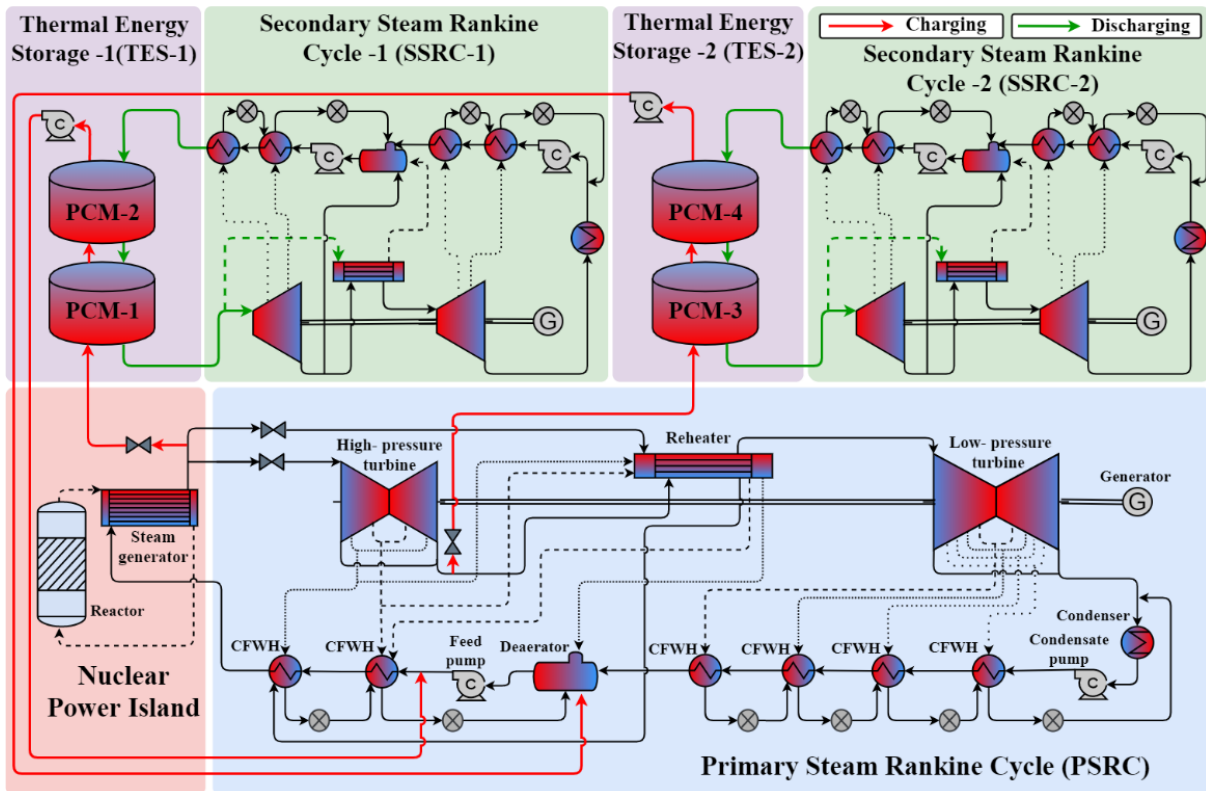 Thermal Energy
Storage -1(TES-1)
Secondary Steam Rankine
Cycle -1 (SSRC-1)
Thermal Energy
Storage -2 (TES-2)
Charging
Discharging
Secondary Steam Rankine
Cycle -2 (SSRC-2)
C
C
C
C
C
C
PCM-2
PCM-1
G
PCM-4
PCM-3
G
High- pressure
turbine
Reheater
Low- pressure
turbine
Generator
G
Steam
generator
Reactor
CFWH
CFWH
Feed
pump
C
Deaerator
CFWH
CFWH
CFWH
CFWH
Condenser
Condensate
pump
C
Nuclear
Power Island
Primary Steam Rankine Cycle (PSRC)